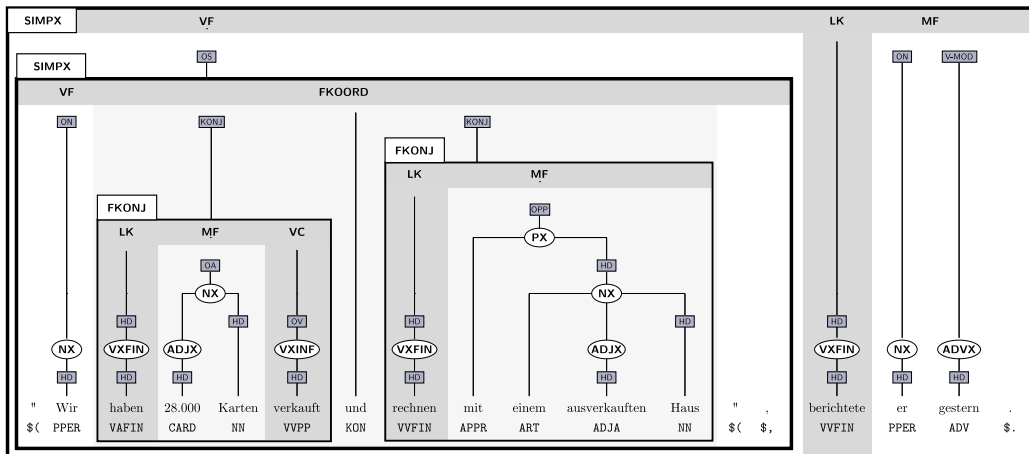 SIMPX VF LK MF
OS ON V-MOD
SIMPX
VF FKOORD
ON KONJ KONJ
FKONJ
LK MF
FKONJ
OPP
LK MF VC
PX
OA HD
NX NX
HD HD OV HD HD HD
NX VXFIN ADJX VXINF VXFIN ADJX VXFIN NX ADVX
HD HD HD HD HD HD HD HD HD
" Wir haben 28.000 Karten verkauft und rechnen mit einem ausverkauften Haus " , berichtete er gestern .
$( PPER VAFIN CARD NN VVPP KON VVFIN APPR ART ADJA NN $( $, VVFIN PPER ADV $.